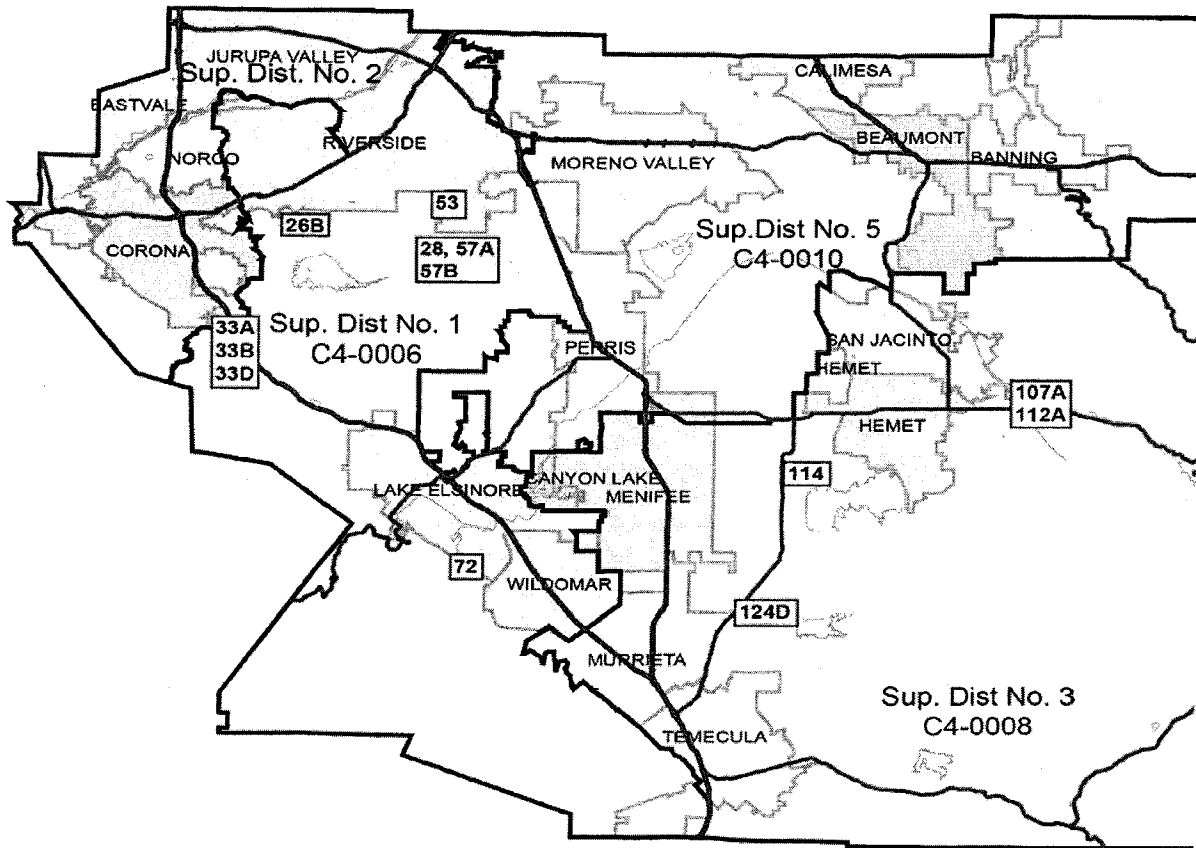 JURUPA VALLEY
Sup. Dist. No. 2
EASTVALE
NORCO
RIVERSIDE
CALIMESA
BEAUMONT
BANNING
MORENO VALLEY
53
26B
28, 57A
57B
CORONA
Sup.Dist No. 5
C4-0010
33A
33B
33D
Sup. Dist No. 1
C4-0006
PERRIS
SAN JACINTO
HEMET
107A
112A
HEMET
114
LAKE ELSINORE
CANYON LAKE
MENIFEE
72
WILDOMAR
124D
MURRIETA
Sup. Dist No. 3
C4-0008
TEMECULA